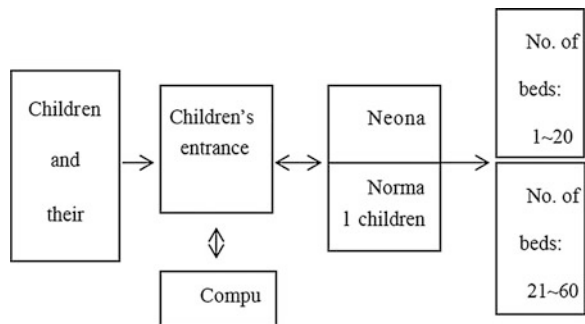 Children
and
their
Children’s
entrance
Compu
Neona
Norma
l children
No. of
beds:
1~20
No. of
beds:
21~60